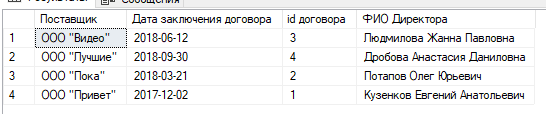 Поставщик Дата заключения договора id договора ФИО Директора
1 ООО "Видео" 2018-06-12 3 Людмилова Жанна Павловна
2 ООО "Лучшие" 2018-09-30 4 Дробова Анастасия Даниловна
3 ООО "Пока" 2018-03-21 2 Потапов Олег Юрьевич
4 ООО "Привет" 2017-12-02 1 Кузенков Евгений Анатольевич